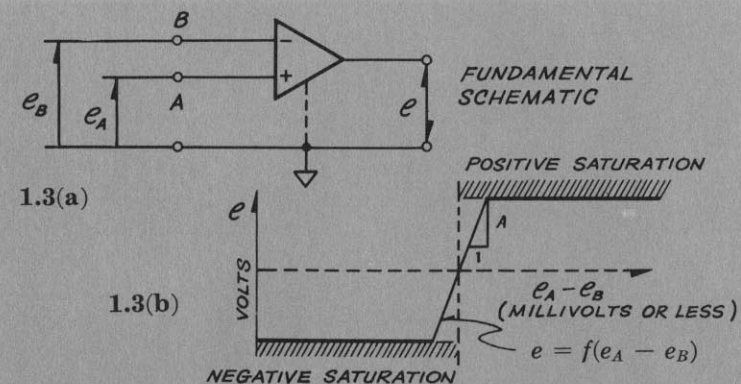 B
−
+
A
e_B
e_A
e
FUNDAMENTAL
SCHEMATIC
1.3(a)
POSITIVE SATURATION
e
A
1
VOLTS
e_A − e_B
(MILLIVOLTS OR LESS)
1.3(b)
e = f(e_A − e_B)
NEGATIVE SATURATION